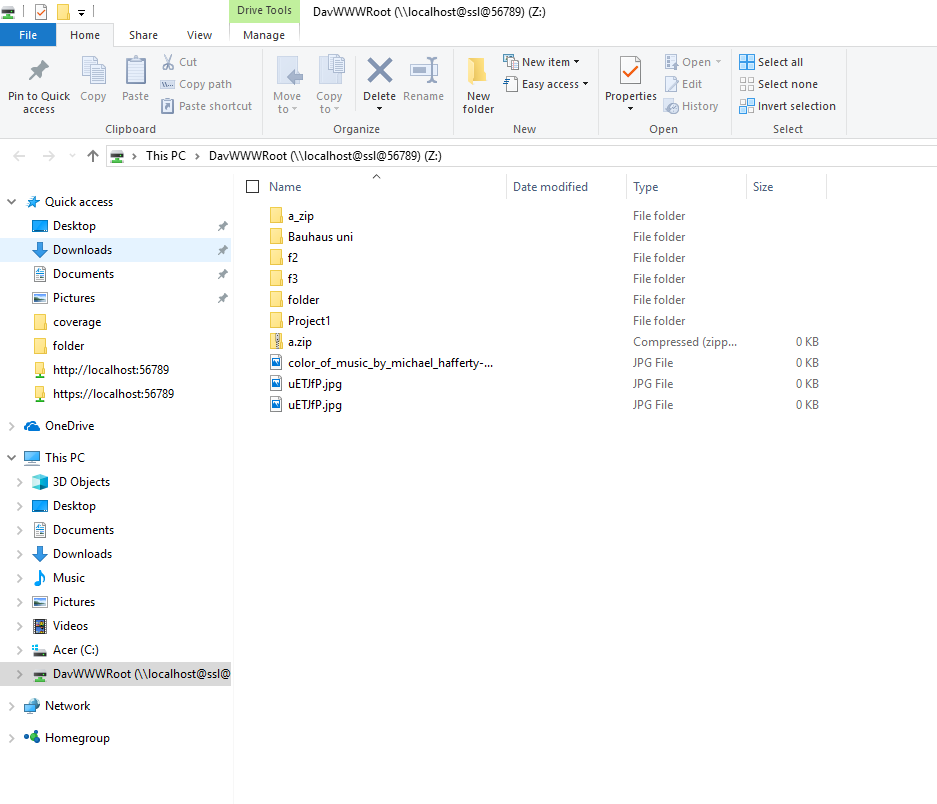 Drive Tools
DavWWWRoot (\\localhost@ssl@56789) (Z:)
File Home Share View Manage
Pin to Quick access
Copy
Paste
Cut
Copy path
Paste shortcut
Clipboard
Move to
Copy to
Delete
Rename
Organize
New folder
New item
Easy access
New
Properties
Open
Edit
History
Open
Select all
Select none
Invert selection
Select
This PC DavWWWRoot (\\localhost@ssl@56789) (Z:)
Quick access
Desktop
Downloads
Documents
Pictures
coverage
folder
http://localhost:56789
https://localhost:56789
OneDrive
This PC
3D Objects
Desktop
Documents
Downloads
Music
Pictures
Videos
Acer (C:)
DavWWWRoot (\\localhost@ssl@
Network
Homegroup
Name Date modified Type Size
a_zip File folder
Bauhaus uni File folder
f2 File folder
f3 File folder
folder File folder
Project1 File folder
a.zip Compressed (zipp... 0 KB
color_of_music_by_michael_hafferty-... JPG File 0 KB
uETJfP.jpg JPG File 0 KB
uETJfP.jpg JPG File 0 KB